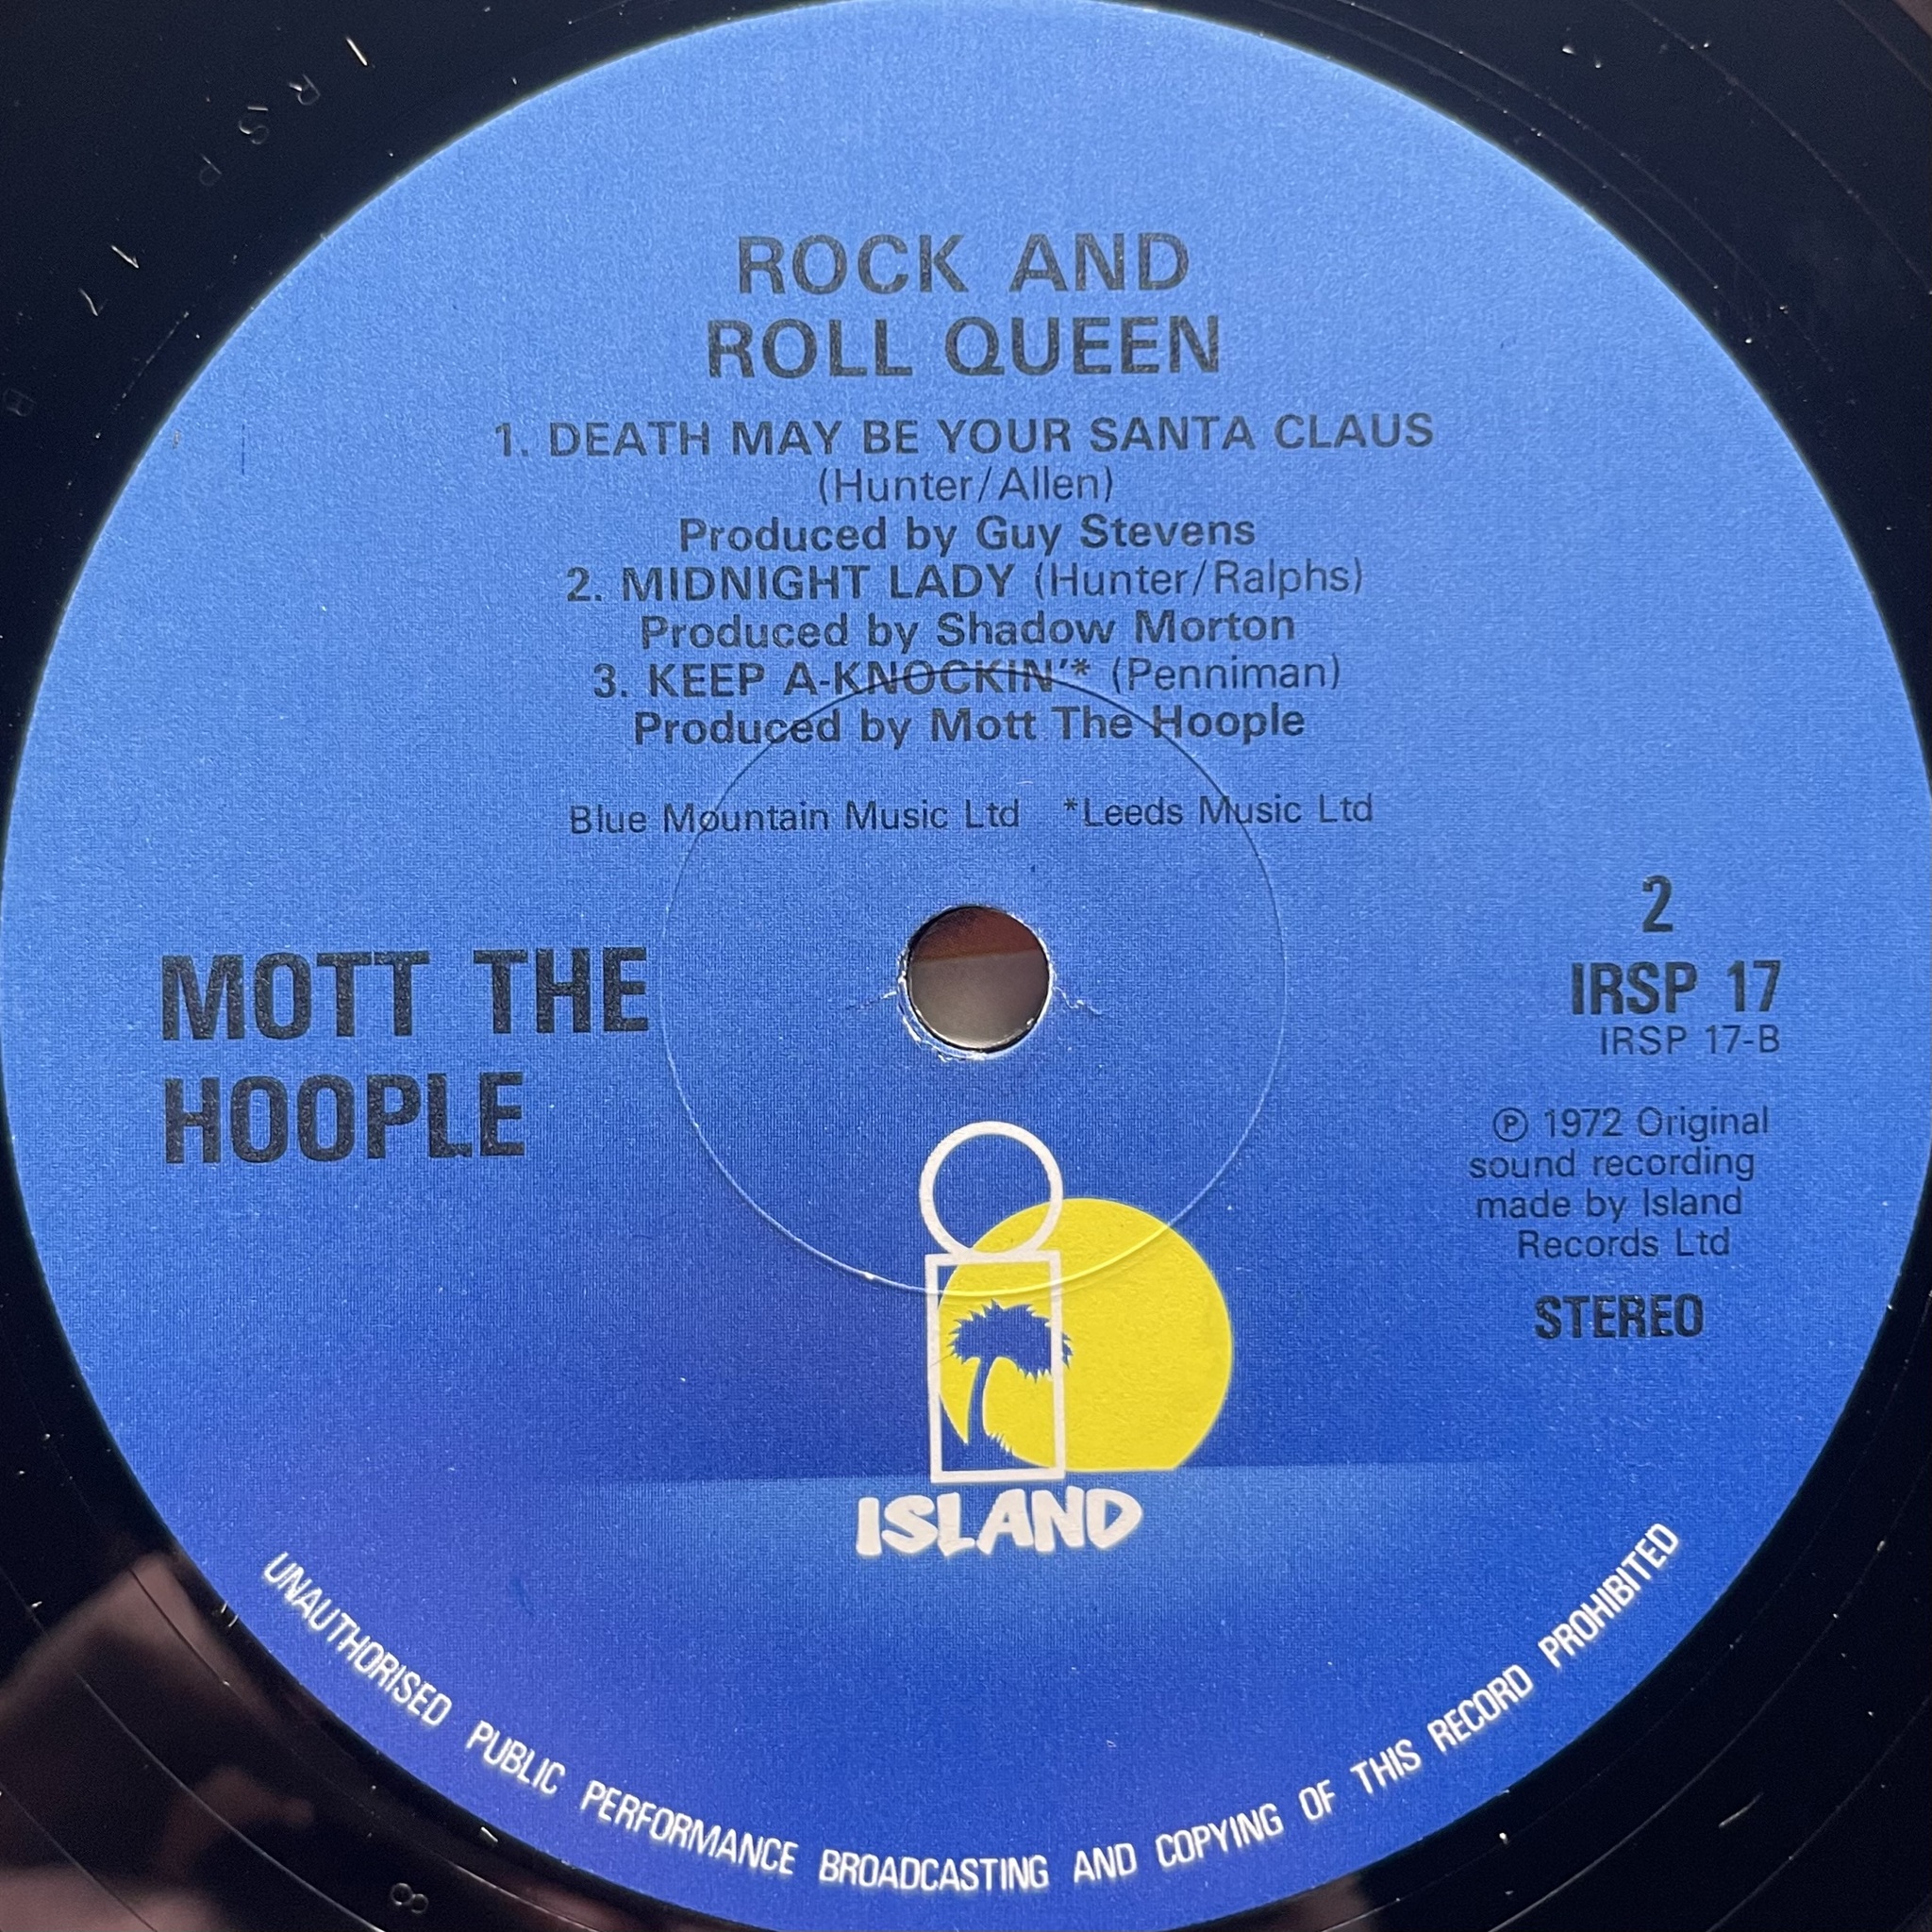 ROCK AND
ROLL QUEEN
1. DEATH MAY BE YOUR SANTA CLAUS
(Hunter/Allen)
Produced by Guy Stevens
2. MIDNIGHT LADY (Hunter/Ralphs)
Produced by Shadow Morton
3. KEEP A-KNOCKIN'* (Penniman)
Produced by Mott The Hoople
Blue Mountain Music Ltd *Leeds Music Ltd
MOTT THE
HOOPLE
2
IRSP 17
IRSP 17-B
℗ 1972 Original
sound recording
made by Island
Records Ltd
STEREO
ISLAND
UNAUTHORISED PUBLIC PERFORMANCE BROADCASTING AND COPYING OF THIS RECORD PROHIBITED
I R S P 1 7
B
8